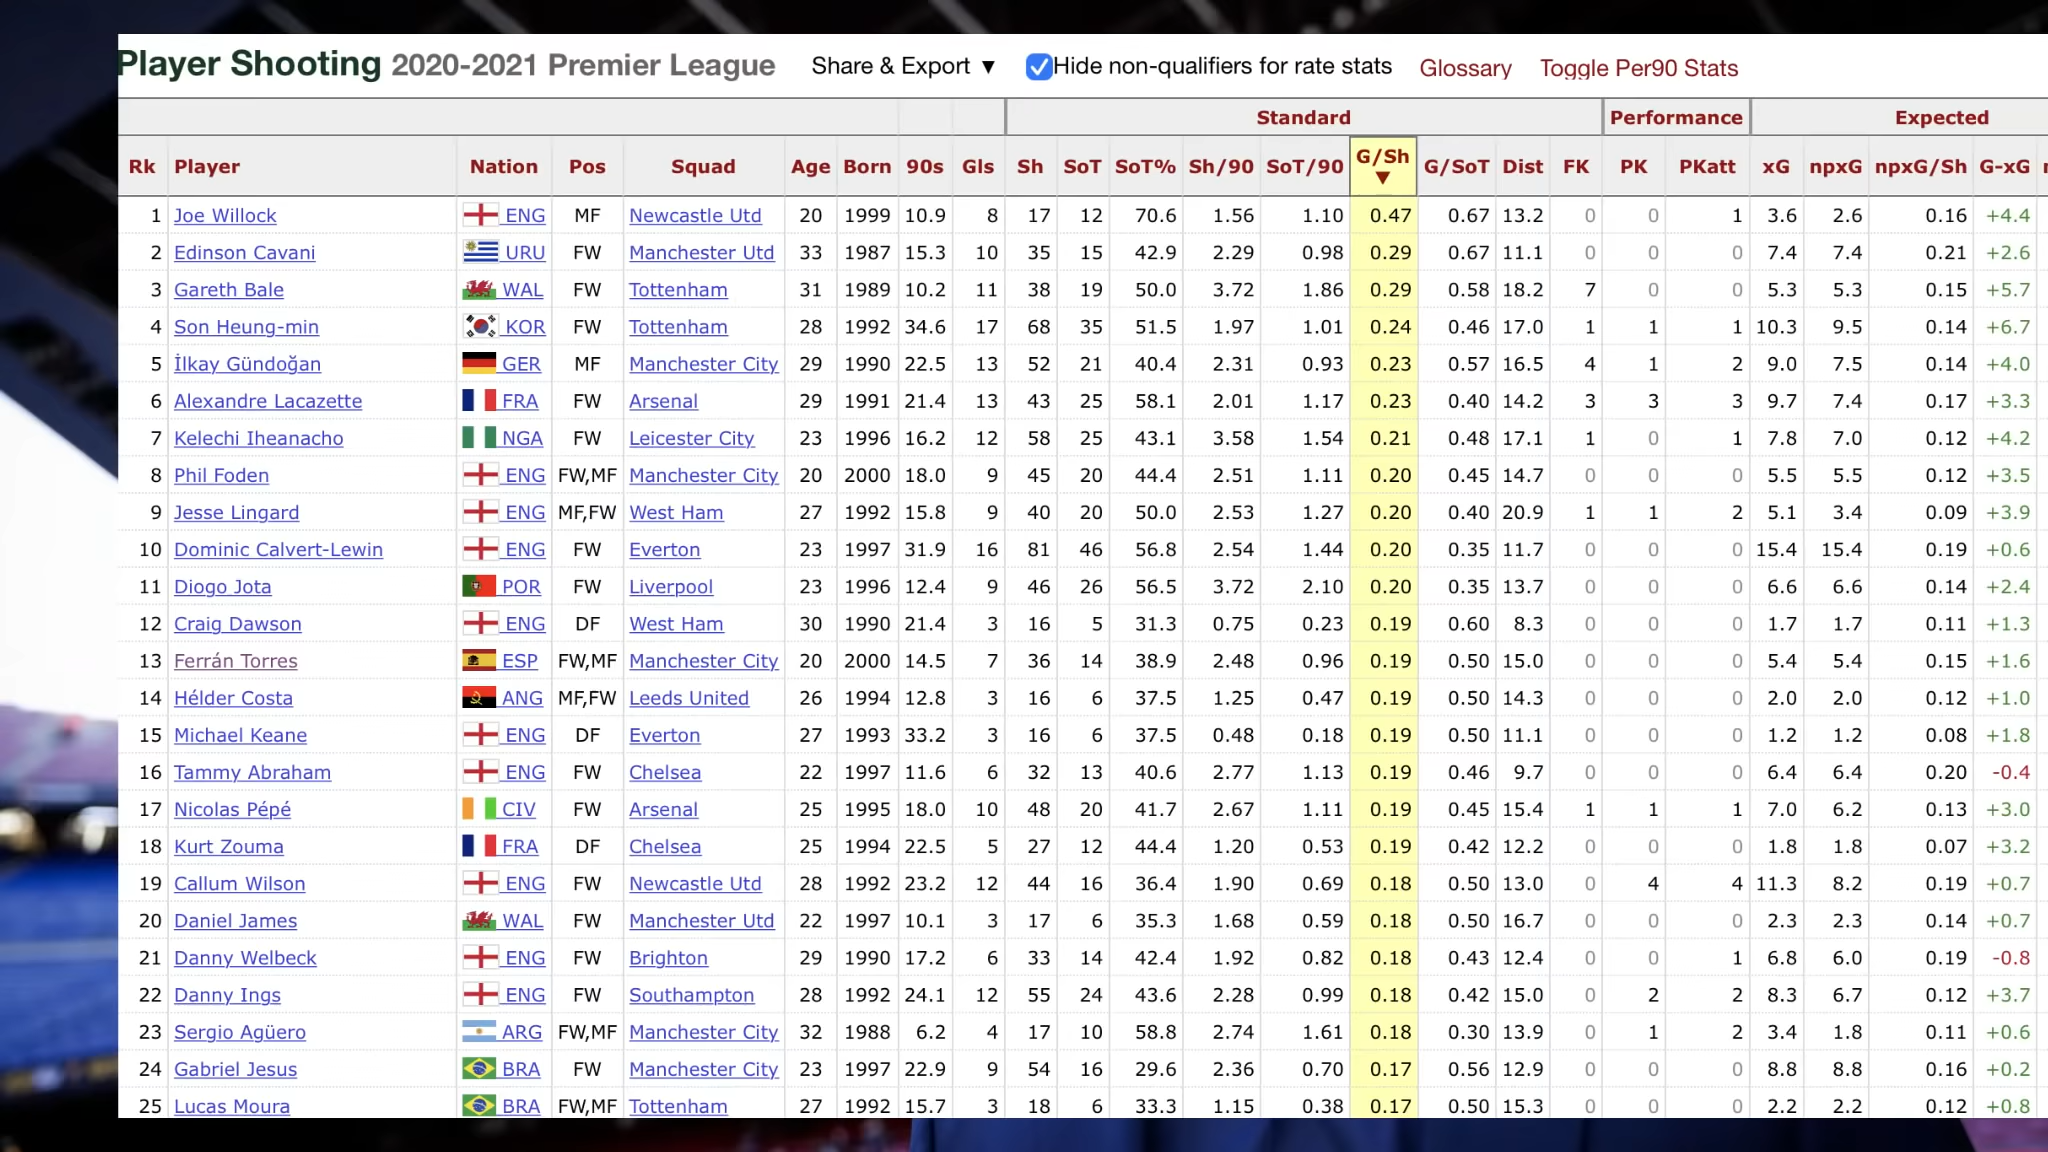 Player Shooting 2020-2021 Premier League Share & Export ▼ Hide non-qualifiers for rate stats Glossary Toggle Per90 Stats
Standard Performance Expected
Rk Player Nation Pos Squad Age Born 90s Gls Sh SoT SoT% Sh/90 SoT/90 G/Sh ▼ G/SoT Dist FK PK PKatt xG npxG npxG/Sh G-xG
1 Joe Willock ENG MF Newcastle Utd 20 1999 10.9 8 17 12 70.6 1.56 1.10 0.47 0.67 13.2 0 0 1 3.6 2.6 0.16 +4.4
2 Edinson Cavani URU FW Manchester Utd 33 1987 15.3 10 35 15 42.9 2.29 0.98 0.29 0.67 11.1 0 0 0 7.4 7.4 0.21 +2.6
3 Gareth Bale WAL FW Tottenham 31 1989 10.2 11 38 19 50.0 3.72 1.86 0.29 0.58 18.2 7 0 0 5.3 5.3 0.15 +5.7
4 Son Heung-min KOR FW Tottenham 28 1992 34.6 17 68 35 51.5 1.97 1.01 0.24 0.46 17.0 1 1 1 10.3 9.5 0.14 +6.7
5 İlkay Gündoğan GER MF Manchester City 29 1990 22.5 13 52 21 40.4 2.31 0.93 0.23 0.57 16.5 4 1 2 9.0 7.5 0.14 +4.0
6 Alexandre Lacazette FRA FW Arsenal 29 1991 21.4 13 43 25 58.1 2.01 1.17 0.23 0.40 14.2 3 3 3 9.7 7.4 0.17 +3.3
7 Kelechi Iheanacho NGA FW Leicester City 23 1996 16.2 12 58 25 43.1 3.58 1.54 0.21 0.48 17.1 1 0 1 7.8 7.0 0.12 +4.2
8 Phil Foden ENG FW,MF Manchester City 20 2000 18.0 9 45 20 44.4 2.51 1.11 0.20 0.45 14.7 0 0 0 5.5 5.5 0.12 +3.5
9 Jesse Lingard ENG MF,FW West Ham 27 1992 15.8 9 40 20 50.0 2.53 1.27 0.20 0.40 20.9 1 1 2 5.1 3.4 0.09 +3.9
10 Dominic Calvert-Lewin ENG FW Everton 23 1997 31.9 16 81 46 56.8 2.54 1.44 0.20 0.35 11.7 0 0 0 15.4 15.4 0.19 +0.6
11 Diogo Jota POR FW Liverpool 23 1996 12.4 9 46 26 56.5 3.72 2.10 0.20 0.35 13.7 0 0 0 6.6 6.6 0.14 +2.4
12 Craig Dawson ENG DF West Ham 30 1990 21.4 3 16 5 31.3 0.75 0.23 0.19 0.60 8.3 0 0 0 1.7 1.7 0.11 +1.3
13 Ferrán Torres ESP FW,MF Manchester City 20 2000 14.5 7 36 14 38.9 2.48 0.96 0.19 0.50 15.0 0 0 0 5.4 5.4 0.15 +1.6
14 Hélder Costa ANG MF,FW Leeds United 26 1994 12.8 3 16 6 37.5 1.25 0.47 0.19 0.50 14.3 0 0 0 2.0 2.0 0.12 +1.0
15 Michael Keane ENG DF Everton 27 1993 33.2 3 16 6 37.5 0.48 0.18 0.19 0.50 11.1 0 0 0 1.2 1.2 0.08 +1.8
16 Tammy Abraham ENG FW Chelsea 22 1997 11.6 6 32 13 40.6 2.77 1.13 0.19 0.46 9.7 0 0 0 6.4 6.4 0.20 -0.4
17 Nicolas Pépé CIV FW Arsenal 25 1995 18.0 10 48 20 41.7 2.67 1.11 0.19 0.45 15.4 1 1 1 7.0 6.2 0.13 +3.0
18 Kurt Zouma FRA DF Chelsea 25 1994 22.5 5 27 12 44.4 1.20 0.53 0.19 0.42 12.2 0 0 0 1.8 1.8 0.07 +3.2
19 Callum Wilson ENG FW Newcastle Utd 28 1992 23.2 12 44 16 36.4 1.90 0.69 0.18 0.50 13.0 0 4 4 11.3 8.2 0.19 +0.7
20 Daniel James WAL FW Manchester Utd 22 1997 10.1 3 17 6 35.3 1.68 0.59 0.18 0.50 16.7 0 0 0 2.3 2.3 0.14 +0.7
21 Danny Welbeck ENG FW Brighton 29 1990 17.2 6 33 14 42.4 1.92 0.82 0.18 0.43 12.4 0 0 1 6.8 6.0 0.19 -0.8
22 Danny Ings ENG FW Southampton 28 1992 24.1 12 55 24 43.6 2.28 0.99 0.18 0.42 15.0 0 2 2 8.3 6.7 0.12 +3.7
23 Sergio Agüero ARG FW,MF Manchester City 32 1988 6.2 4 17 10 58.8 2.74 1.61 0.18 0.30 13.9 0 1 2 3.4 1.8 0.11 +0.6
24 Gabriel Jesus BRA FW Manchester City 23 1997 22.9 9 54 16 29.6 2.36 0.70 0.17 0.56 12.9 0 0 0 8.8 8.8 0.16 +0.2
25 Lucas Moura BRA FW,MF Tottenham 27 1992 15.7 3 18 6 33.3 1.15 0.38 0.17 0.50 15.3 0 0 0 2.2 2.2 0.12 +0.8